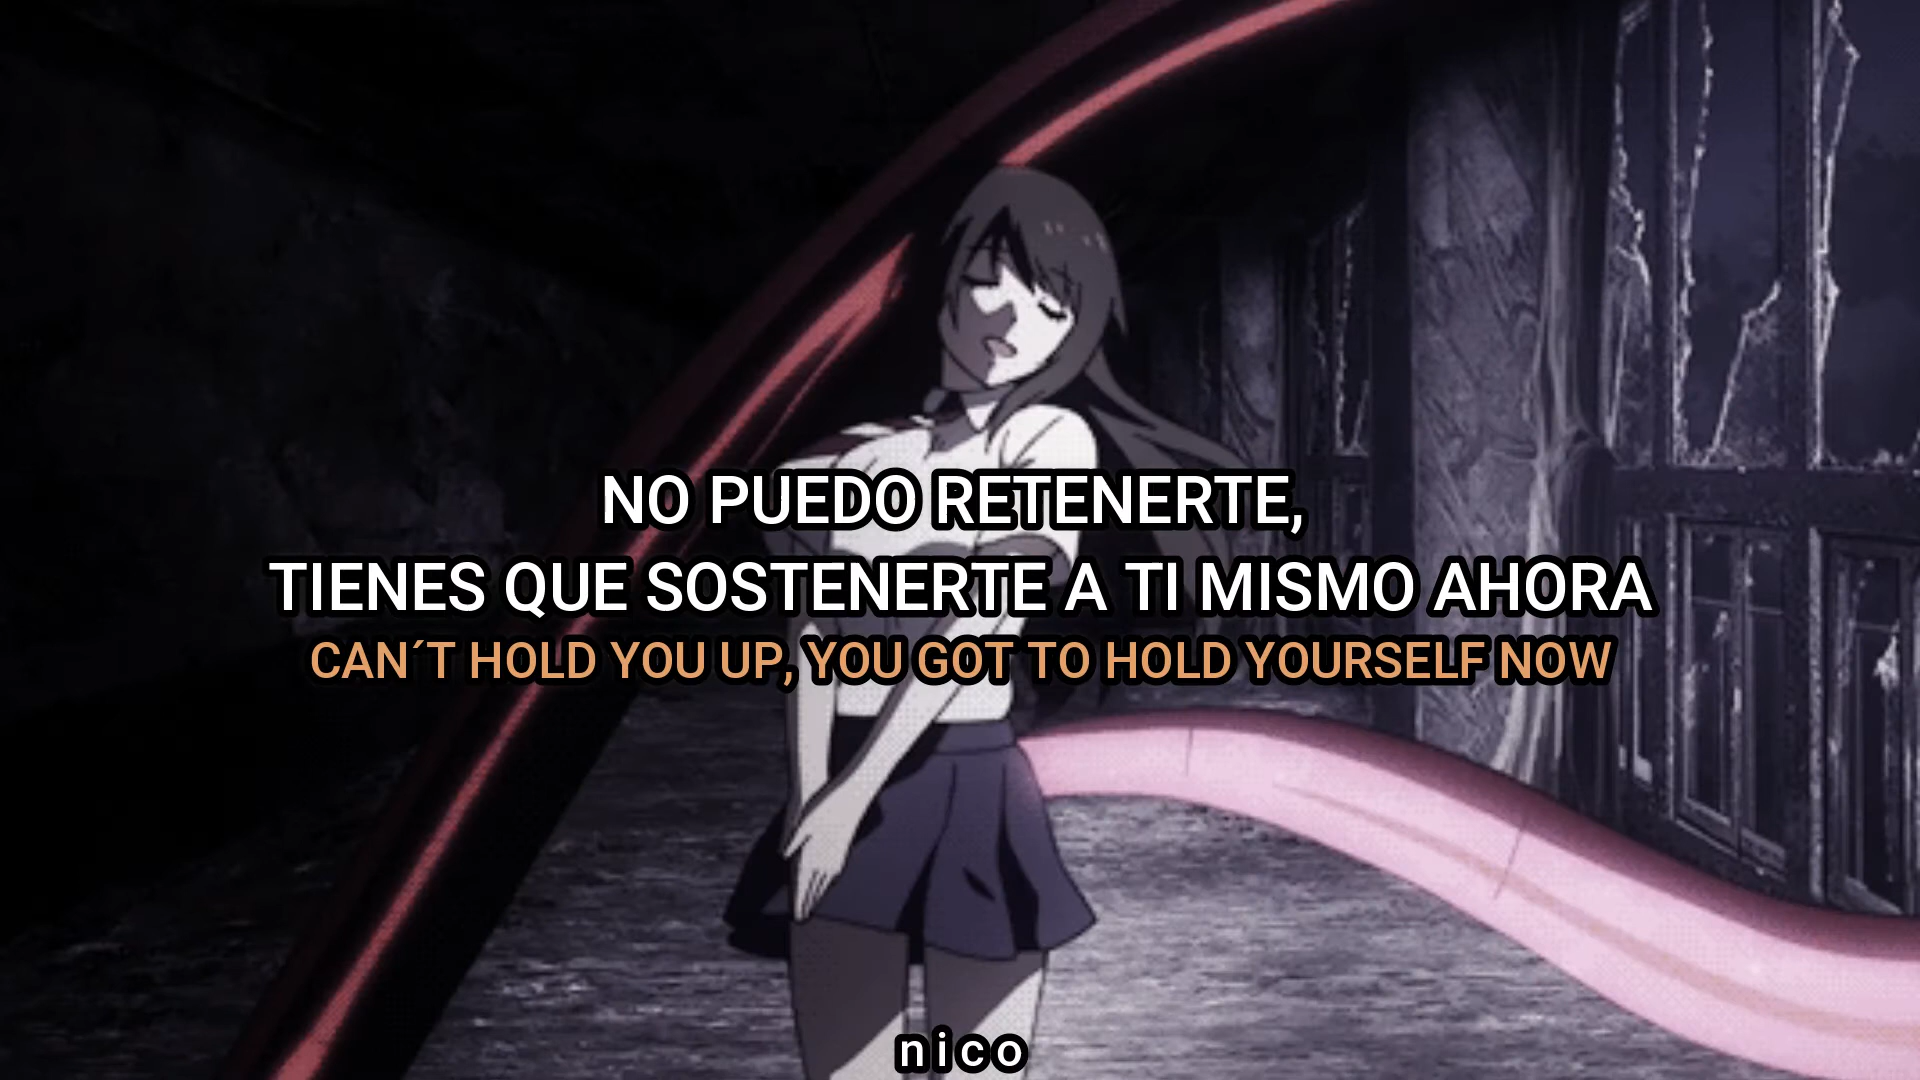 NO PUEDO RETENERTE,
TIENES QUE SOSTENERTE A TI MISMO AHORA
CAN´T HOLD YOU UP, YOU GOT TO HOLD YOURSELF NOW
nico